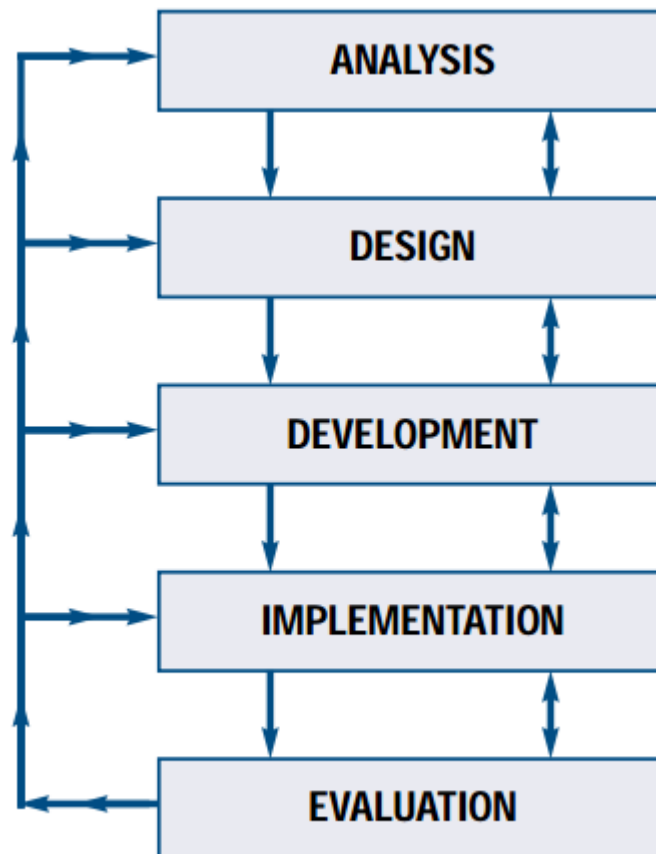 ANALYSIS
DESIGN
DEVELOPMENT
IMPLEMENTATION
EVALUATION